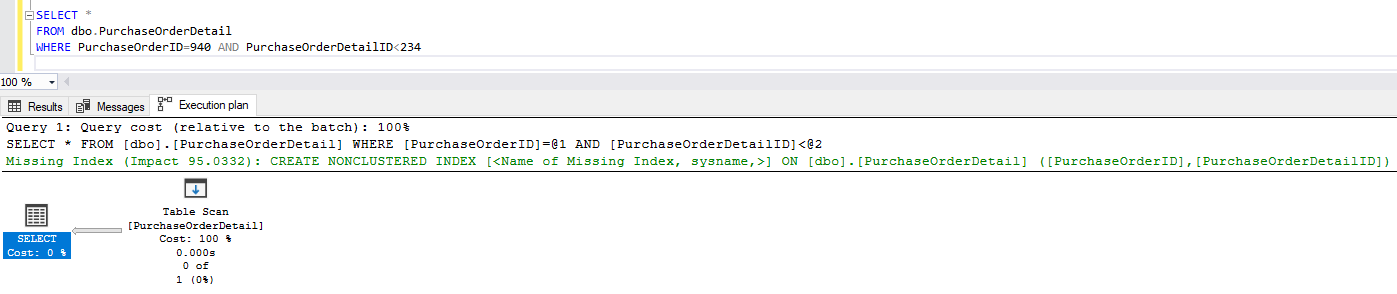 SELECT *
FROM dbo.PurchaseOrderDetail
WHERE PurchaseOrderID=940 AND PurchaseOrderDetailID<234
100 %
Results Messages Execution plan
Query 1: Query cost (relative to the batch): 100%
SELECT * FROM [dbo].[PurchaseOrderDetail] WHERE [PurchaseOrderID]=@1 AND [PurchaseOrderDetailID]<@2
Missing Index (Impact 95.0332): CREATE NONCLUSTERED INDEX [<Name of Missing Index, sysname,>] ON [dbo].[PurchaseOrderDetail] ([PurchaseOrderID],[PurchaseOrderDetailID])
SELECT
Cost: 0 %
Table Scan
[PurchaseOrderDetail]
Cost: 100 %
0.000s
0 of
1 (0%)